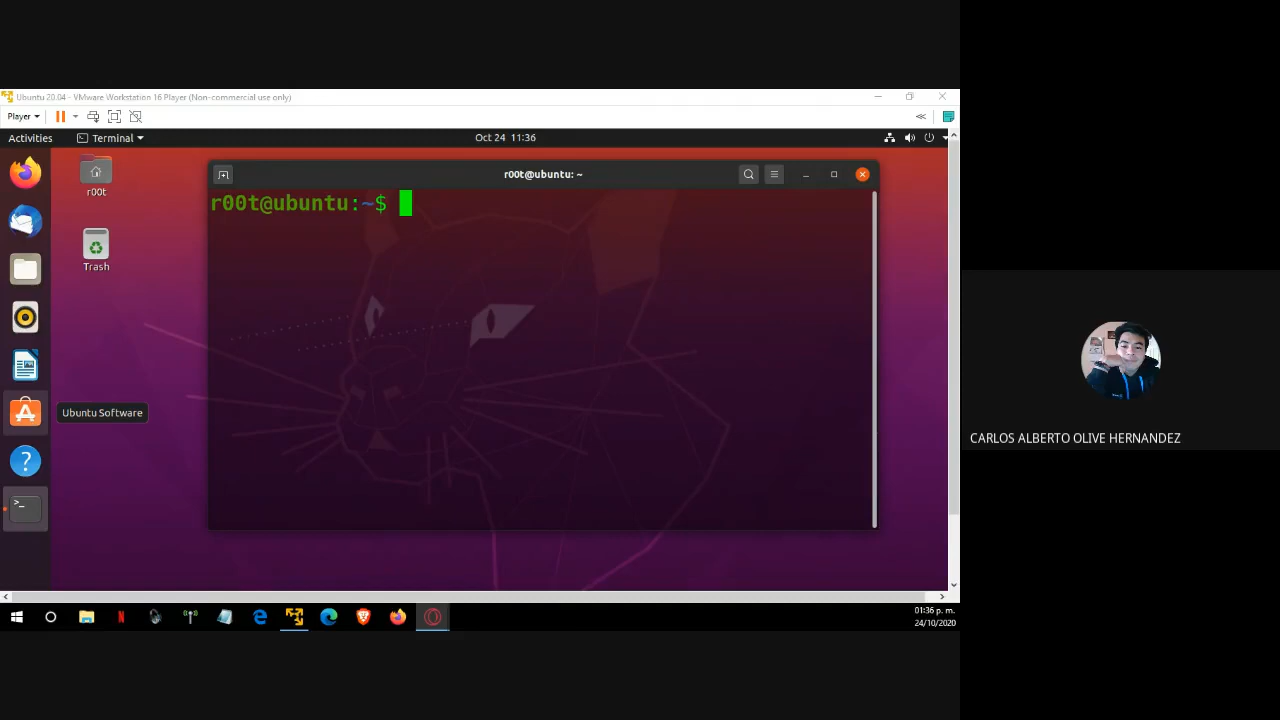 Ubuntu 20.04 - VMware Workstation 16 Player (Non-commercial use only)
Player
Activities
Terminal
Oct 24 11:36
r00t
r00t@ubuntu: ~
r00t@ubuntu:~$
Trash
Ubuntu Software
CARLOS ALBERTO OLIVE HERNANDEZ
01:36 p. m.
24/10/2020